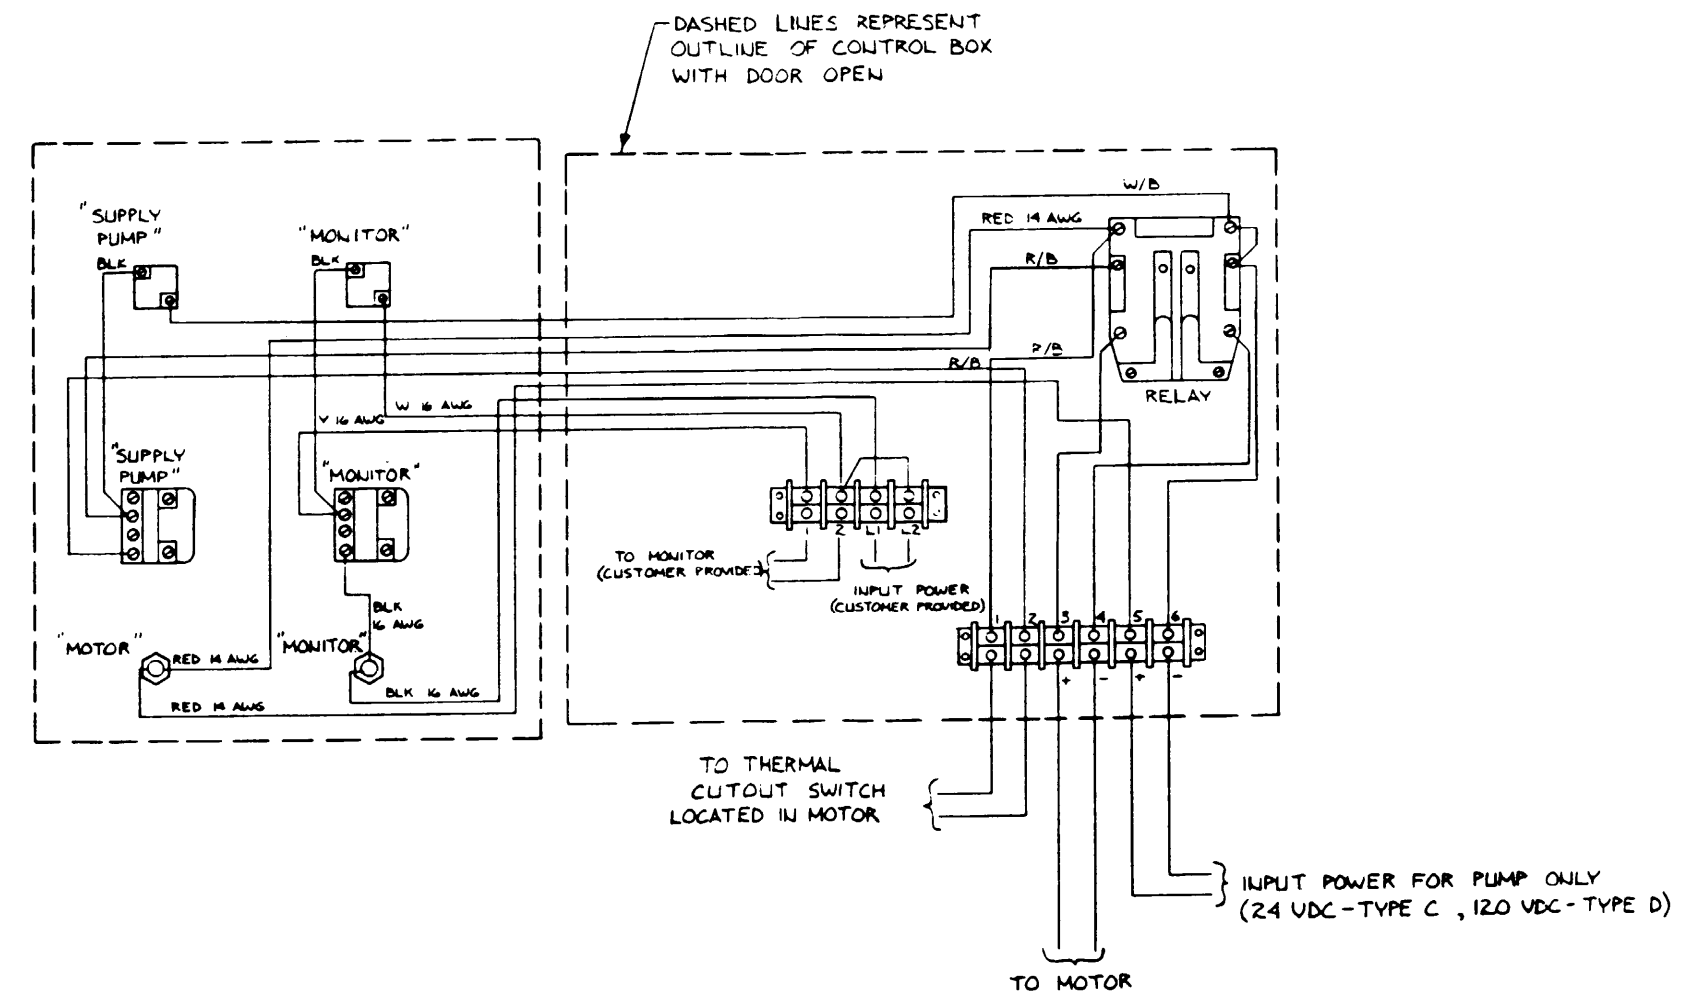 DASHED LINES REPRESENT
OUTLINE OF CONTROL BOX
WITH DOOR OPEN
W/B
RED 14 AWG
R/B
"SUPPLY
PUMP"
BLK
"MONITOR"
BLK
R/B
R/B
RELAY
W 16 AWG
Y 16 AWG
"SUPPLY
PUMP"
"MONITOR"
1 2 L1 L2
TO MONITOR
(CUSTOMER PROVIDED)
INPUT POWER
(CUSTOMER PROVIDED)
BLK
16 AWG
1 2 3 4 5 6
"MOTOR"
RED 14 AWG
"MONITOR"
BLK 16 AWG
RED 14 AWG
+ - + -
TO THERMAL
CUTOUT SWITCH
LOCATED IN MOTOR
INPUT POWER FOR PUMP ONLY
(24 VDC-TYPE C , 120 VDC-TYPE D)
TO MOTOR